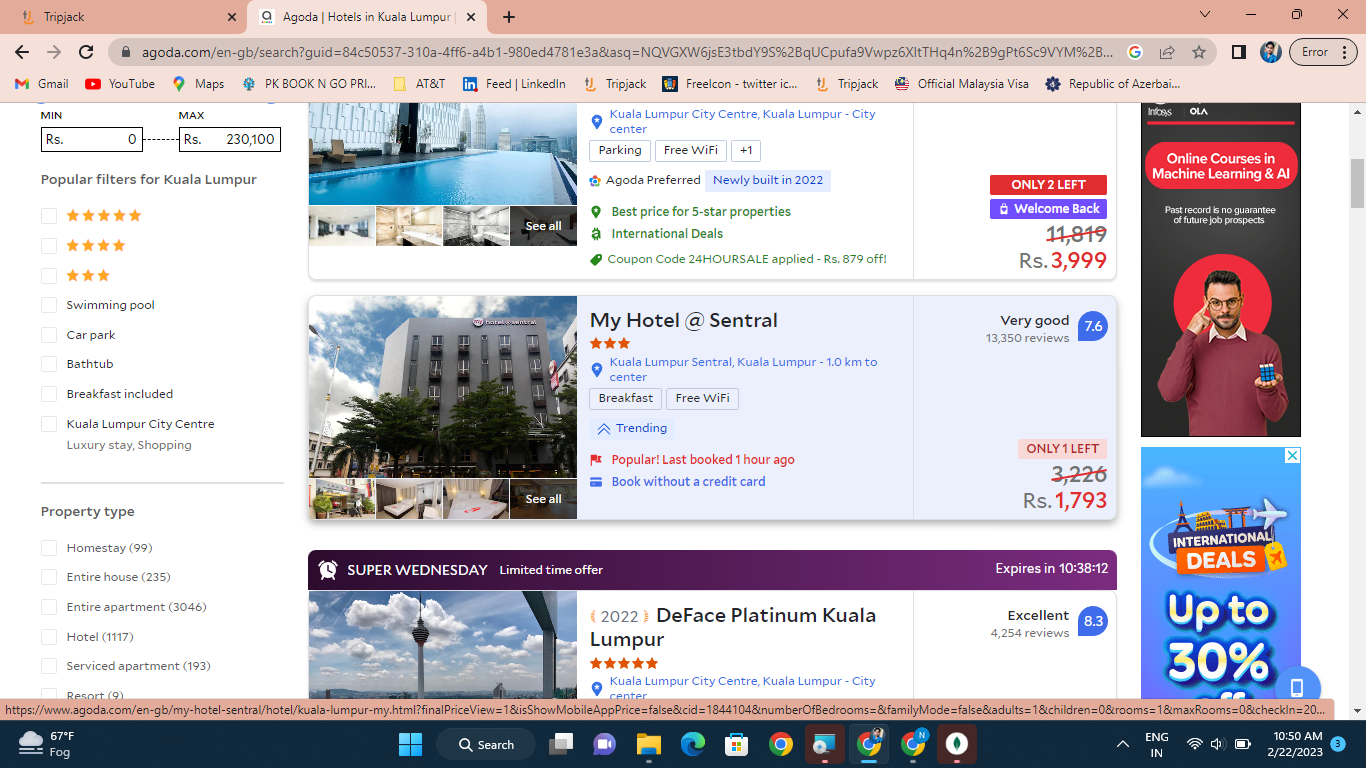 Tripjack
Agoda | Hotels in Kuala Lumpur |
agoda.com/en-gb/search?guid=84c50537-310a-4ff6-a4b1-980ed4781e3a&asq=NQVGXW6jsE3tbdY9S%2BqUCpufa9Vwpz6XltTHq4n%2B9gPt6Sc9VYM%2B...
Error
Gmail
YouTube
Maps
PK BOOK N GO PRI...
AT&T
Feed | LinkedIn
Tripjack
FreeIcon - twitter ic...
Tripjack
Official Malaysia Visa
Republic of Azerbai...
MIN
MAX
Rs. 0
Rs. 230,100
Popular filters for Kuala Lumpur
Swimming pool
Car park
Bathtub
Breakfast included
Kuala Lumpur City Centre
Luxury stay, Shopping
Property type
Homestay (99)
Entire house (235)
Entire apartment (3046)
Hotel (1117)
Serviced apartment (193)
Resort (9)
See all
Kuala Lumpur City Centre, Kuala Lumpur - City
center
Parking
Free WiFi
+1
Agoda Preferred
Newly built in 2022
Best price for 5-star properties
International Deals
Coupon Code 24HOURSALE applied - Rs. 879 off!
ONLY 2 LEFT
Welcome Back
11,819
Rs. 3,999
my hotel @ sentral
See all
My Hotel @ Sentral
Kuala Lumpur Sentral, Kuala Lumpur - 1.0 km to
center
Breakfast
Free WiFi
Trending
Popular! Last booked 1 hour ago
Book without a credit card
Very good
13,350 reviews
7.6
ONLY 1 LEFT
3,226
Rs. 1,793
SUPER WEDNESDAY Limited time offer
Expires in 10:38:12
2022 DeFace Platinum Kuala
Lumpur
Kuala Lumpur City Centre, Kuala Lumpur - City
center
Excellent
4,254 reviews
8.3
Infosys
OLA
Online Courses in
Machine Learning & AI
Past record is no guarantee
of future job prospects
INTERNATIONAL
DEALS
Up to
30%
off
https://www.agoda.com/en-gb/my-hotel-sentral/hotel/kuala-lumpur-my.html?finalPriceView=1&isShowMobileAppPrice=false&cid=1844104&numberOfBedrooms=&familyMode=false&adults=1&children=0&rooms=1&maxRooms=0&checkIn=20...
67°F
Fog
Search
N
ENG
IN
10:50 AM
2/22/2023
3